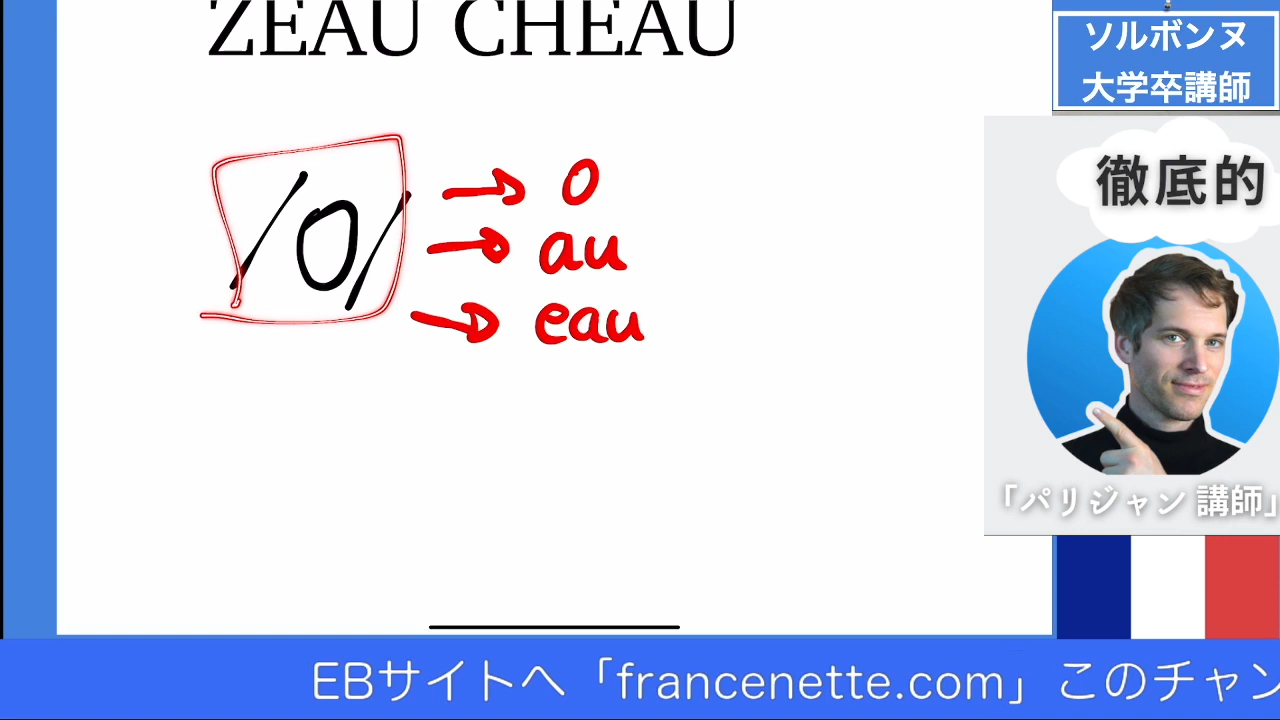 ZEAU CHEAU
/O/
→ o
→ au
→ eau
ソルボンヌ
大学卒講師
徹底的
「パリジャン 講師」
EBサイトへ「francenette.com」このチャン